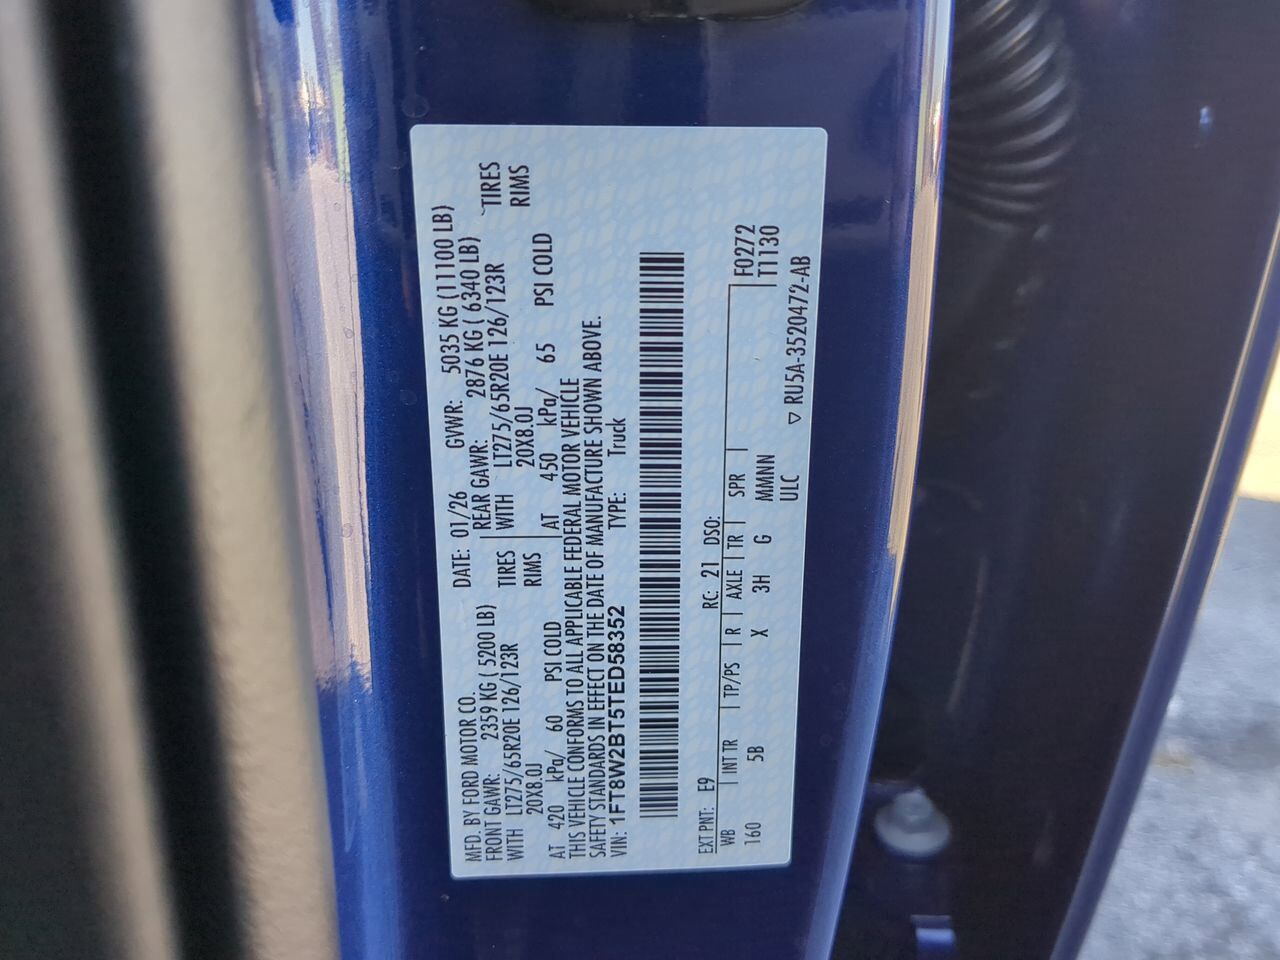 MFD. BY FORD MOTOR CO. DATE: 01/26 GVWR: 5035 KG (11100 LB)
FRONT GAWR: 2359 KG ( 5200 LB) REAR GAWR: 2876 KG ( 6340 LB)
WITH LT275/65R20E 126/123R TIRES WITH LT275/65R20E 126/123R TIRES
20X8.0J RIMS 20X8.0J RIMS
AT 420 kPa/ 60 PSI COLD AT 450 kPa/ 65 PSI COLD
THIS VEHICLE CONFORMS TO ALL APPLICABLE FEDERAL MOTOR VEHICLE
SAFETY STANDARDS IN EFFECT ON THE DATE OF MANUFACTURE SHOWN ABOVE.
VIN: 1FT8W2BT5TED58352 TYPE: Truck
EXT PNT: E9 RC: 21 DSO:
WB INT TR TP/PS R AXLE TR SPR F0272
160 5B X 3H G MMNN T1130
ULC
▽ RU5A-3520472-AB